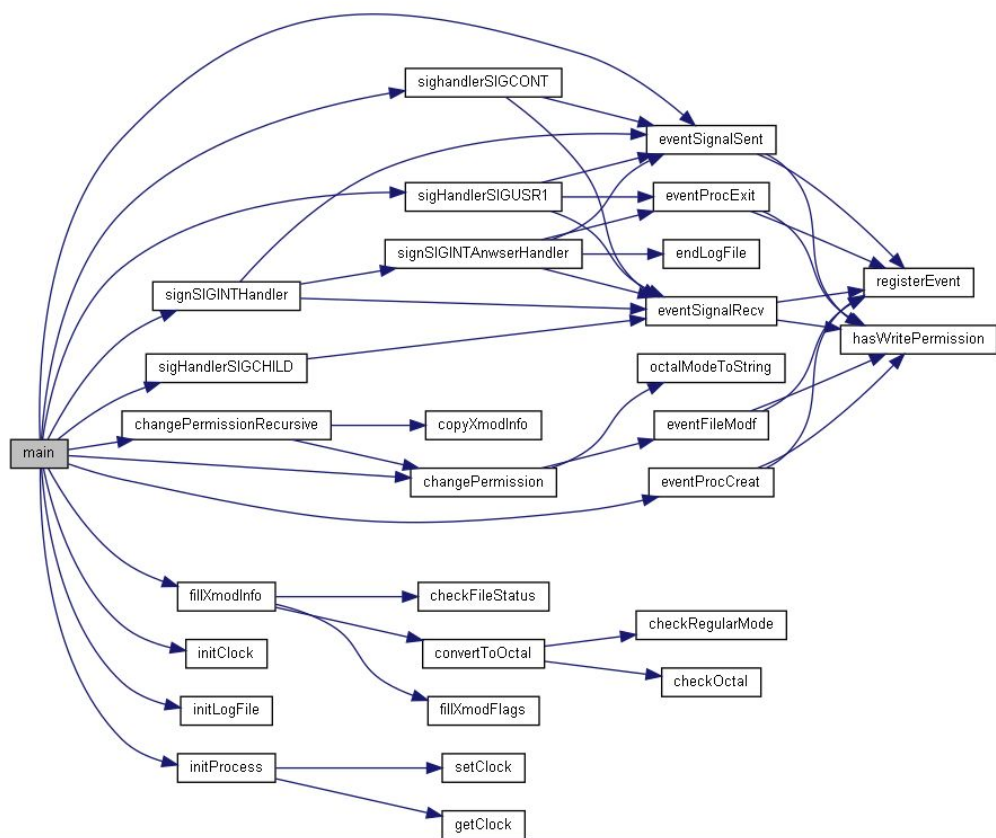 sighandlerSIGCONT
eventSignalSent
sigHandlerSIGUSR1
eventProcExit
signSIGINTAnwserHandler
endLogFile
registerEvent
signSIGINTHandler
eventSignalRecv
hasWritePermission
sigHandlerSIGCHILD
octalModeToString
changePermissionRecursive
copyXmodInfo
eventFileModf
main
changePermission
eventProcCreat
fillXmodInfo
checkFileStatus
checkRegularMode
initClock
convertToOctal
checkOctal
initLogFile
fillXmodFlags
initProcess
setClock
getClock